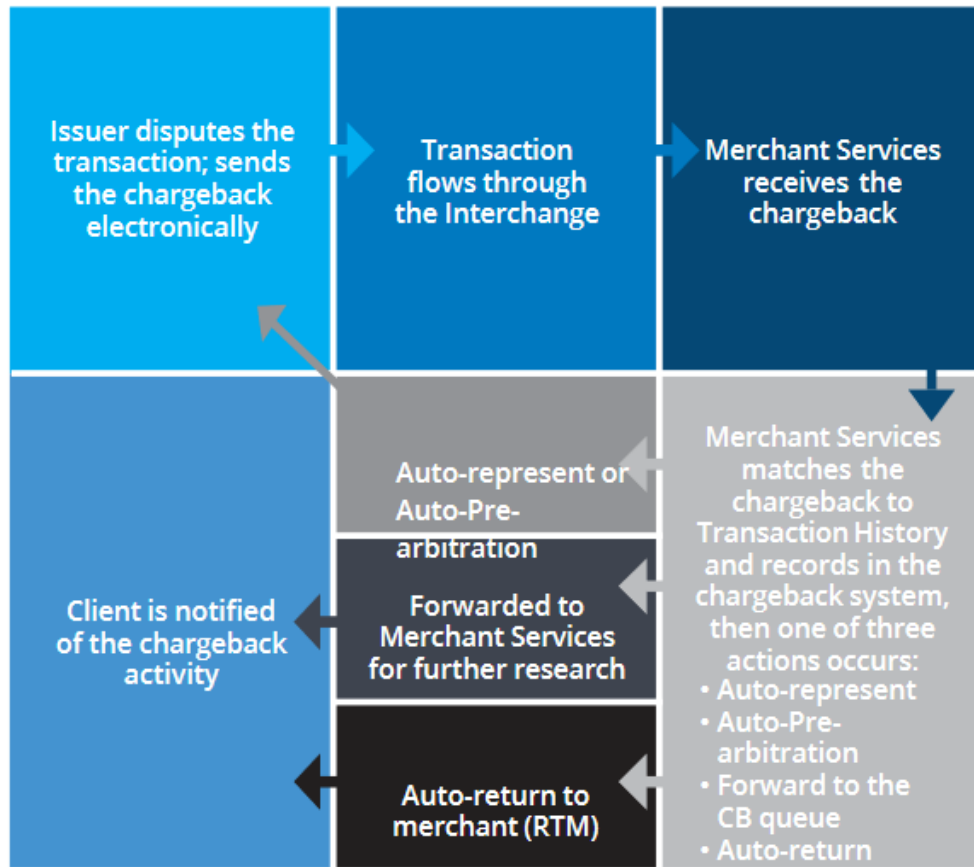 Issuer disputes the
transaction; sends
the chargeback
electronically
Transaction
flows through
the Interchange
Merchant Services
receives the
chargeback
Merchant Services
matches the
chargeback to
Transaction History
and records in the
chargeback system,
then one of three
actions occurs:
• Auto-represent
• Auto-Pre-
arbitration
• Forward to the
CB queue
• Auto-return
Auto-represent or
Auto-Pre-
arbitration
Forwarded to
Merchant Services
for further research
Auto-return to
merchant (RTM)
Client is notified
of the chargeback
activity